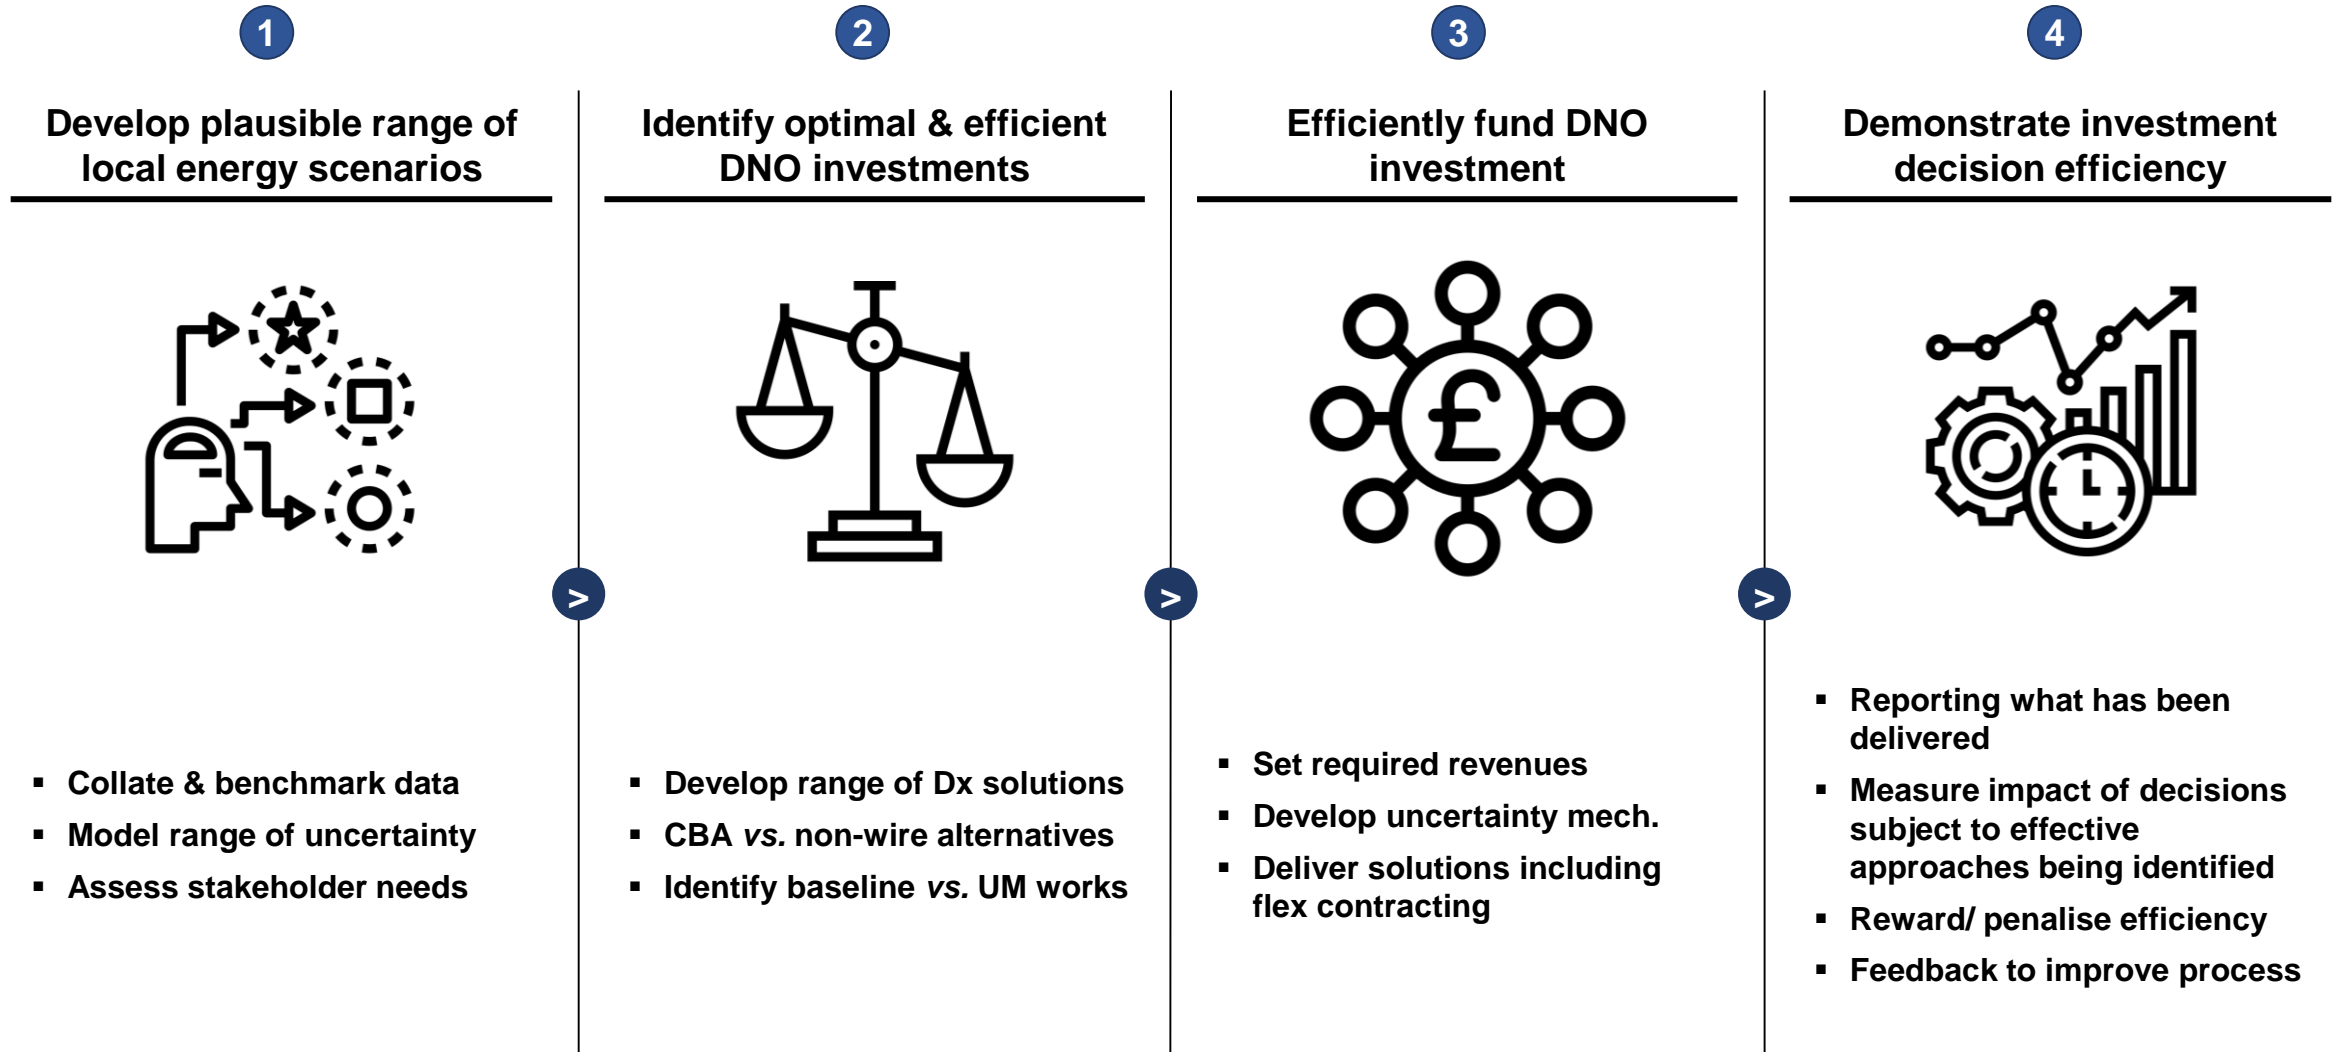 1
Develop plausible range of
local energy scenarios
▪ Collate & benchmark data
▪ Model range of uncertainty
▪ Assess stakeholder needs
>
2
Identify optimal & efficient
DNO investments
▪ Develop range of Dx solutions
▪ CBA vs. non-wire alternatives
▪ Identify baseline vs. UM works
>
3
Efficiently fund DNO
investment
£
▪ Set required revenues
▪ Develop uncertainty mech.
▪ Deliver solutions including
flex contracting
>
4
Demonstrate investment
decision efficiency
▪ Reporting what has been
delivered
▪ Measure impact of decisions
subject to effective
approaches being identified
▪ Reward/ penalise efficiency
▪ Feedback to improve process